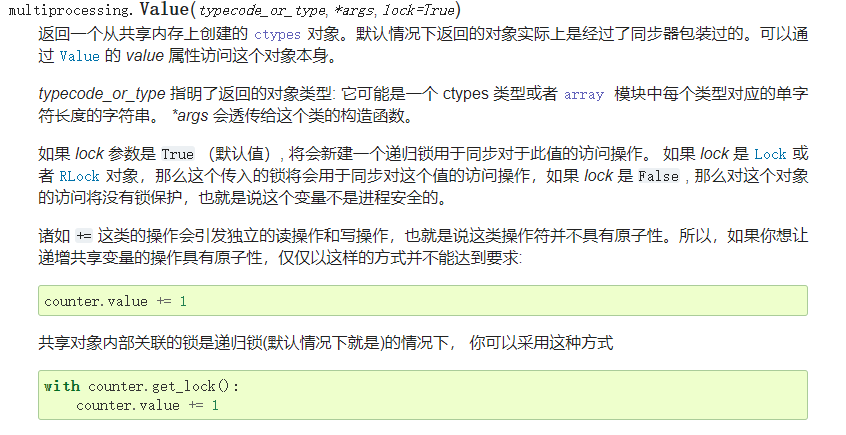 multiprocessing.Value(typecode_or_type, *args, lock=True)
返回一个从共享内存上创建的 ctypes 对象。默认情况下返回的对象实际上是经过了同步器包装过的。可以通
过 Value 的 value 属性访问这个对象本身。
typecode_or_type 指明了返回的对象类型: 它可能是一个 ctypes 类型或者 array 模块中每个类型对应的单字
符长度的字符串。 *args 会透传给这个类的构造函数。
如果 lock 参数是 True （默认值）, 将会新建一个递归锁用于同步对于此值的访问操作。 如果 lock 是 Lock 或
者 RLock 对象，那么这个传入的锁将会用于同步对这个值的访问操作，如果 lock 是 False , 那么对这个对象
的访问将没有锁保护，也就是说这个变量不是进程安全的。
诸如 += 这类的操作会引发独立的读操作和写操作，也就是说这类操作符并不具有原子性。所以，如果你想让
递增共享变量的操作具有原子性，仅仅以这样的方式并不能达到要求:
counter.value += 1
共享对象内部关联的锁是递归锁(默认情况下就是)的情况下， 你可以采用这种方式
with counter.get_lock():
    counter.value += 1